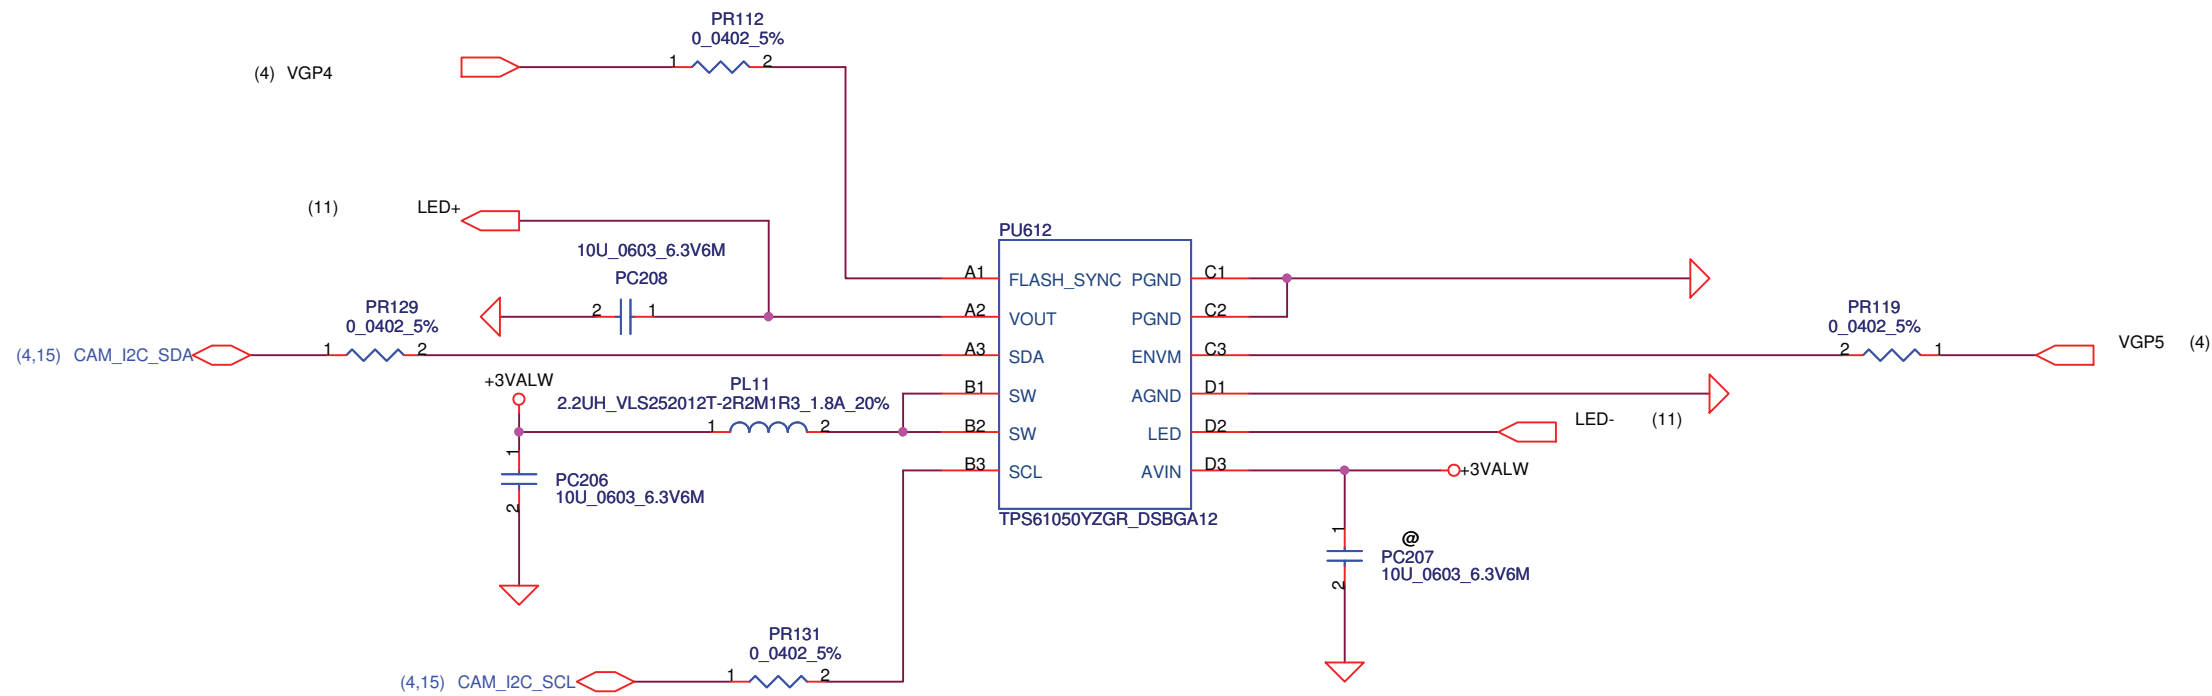 PR112
0_0402_5%
(4) VGP4
1
2
(11) LED+
10U_0603_6.3V6M
PC208
2
1
PR129
0_0402_5%
(4,15) CAM_I2C_SDA
1
2
+3VALW
PL11
2.2UH_VLS252012T-2R2M1R3_1.8A_20%
1
2
1
PC206
10U_0603_6.3V6M
2
PR131
0_0402_5%
(4,15) CAM_I2C_SCL
1
2
PU612
A1 FLASH_SYNC PGND C1
A2 VOUT PGND C2
A3 SDA ENVM C3
B1 SW AGND D1
B2 SW LED D2
B3 SCL AVIN D3
TPS61050YZGR_DSBGA12
PR119
0_0402_5%
2
1
VGP5 (4)
LED- (11)
+3VALW
1
@
PC207
10U_0603_6.3V6M
2